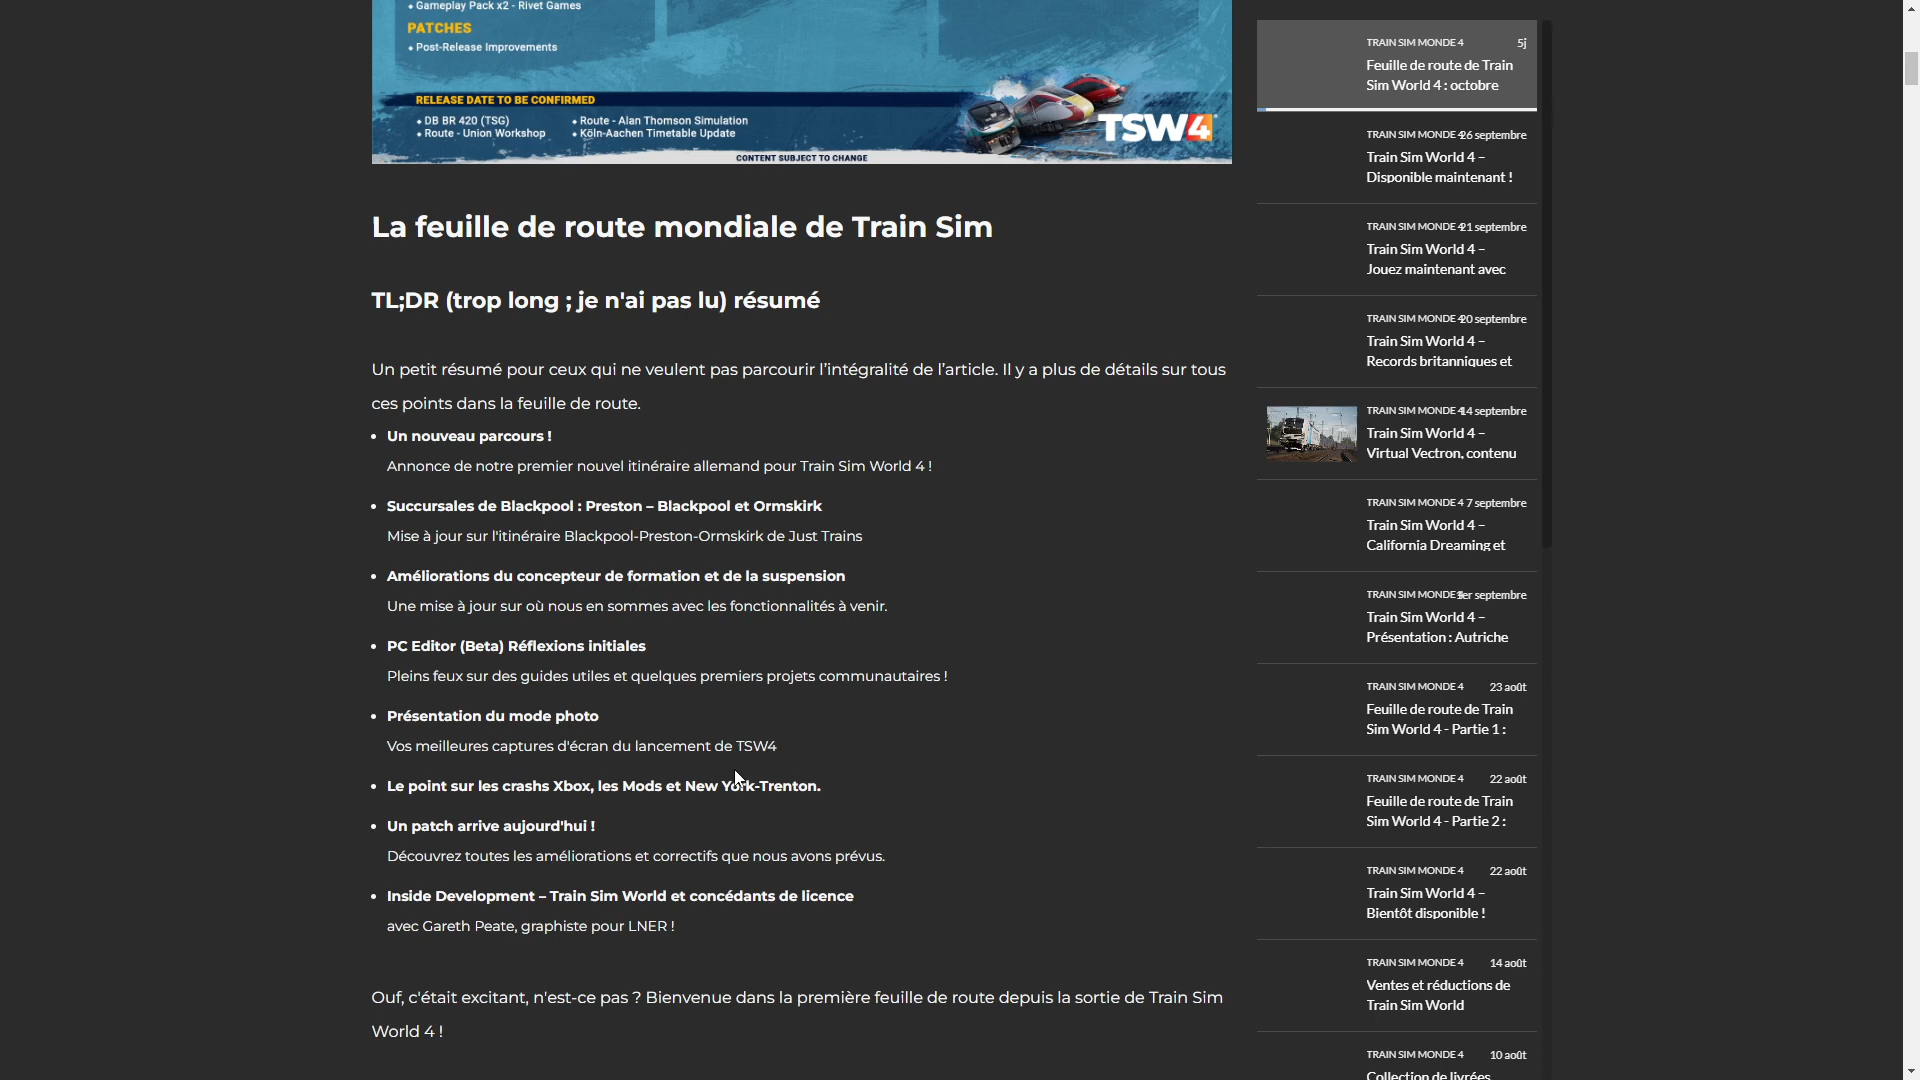 • Gameplay Pack x2 - Rivet Games
PATCHES
• Post-Release Improvements
RELEASE DATE TO BE CONFIRMED
• DB BR 420 (TSG)
• Route - Union Workshop
• Route - Alan Thomson Simulation
• Köln-Aachen Timetable Update
TSW4
CONTENT SUBJECT TO CHANGE
La feuille de route mondiale de Train Sim
TL;DR (trop long ; je n'ai pas lu) résumé
Un petit résumé pour ceux qui ne veulent pas parcourir l’intégralité de l’article. Il y a plus de détails sur tous
ces points dans la feuille de route.
• Un nouveau parcours !
Annonce de notre premier nouvel itinéraire allemand pour Train Sim World 4 !
• Succursales de Blackpool : Preston – Blackpool et Ormskirk
Mise à jour sur l'itinéraire Blackpool-Preston-Ormskirk de Just Trains
• Améliorations du concepteur de formation et de la suspension
Une mise à jour sur où nous en sommes avec les fonctionnalités à venir.
• PC Editor (Beta) Réflexions initiales
Pleins feux sur des guides utiles et quelques premiers projets communautaires !
• Présentation du mode photo
Vos meilleures captures d'écran du lancement de TSW4
• Le point sur les crashs Xbox, les Mods et New York-Trenton.
• Un patch arrive aujourd'hui !
Découvrez toutes les améliorations et correctifs que nous avons prévus.
• Inside Development – Train Sim World et concédants de licence
avec Gareth Peate, graphiste pour LNER !
Ouf, c'était excitant, n'est-ce pas ? Bienvenue dans la première feuille de route depuis la sortie de Train Sim
World 4 !
TRAIN SIM MONDE 4 5j
Feuille de route de Train
Sim World 4 : octobre
TRAIN SIM MONDE 4 26 septembre
Train Sim World 4 –
Disponible maintenant !
TRAIN SIM MONDE 4 21 septembre
Train Sim World 4 –
Jouez maintenant avec
TRAIN SIM MONDE 4 20 septembre
Train Sim World 4 –
Records britanniques et
TRAIN SIM MONDE 4 14 septembre
Train Sim World 4 –
Virtual Vectron, contenu
TRAIN SIM MONDE 4 7 septembre
Train Sim World 4 –
California Dreaming et
TRAIN SIM MONDE 1er septembre
Train Sim World 4 –
Présentation : Autriche
TRAIN SIM MONDE 4 23 août
Feuille de route de Train
Sim World 4 - Partie 1 :
TRAIN SIM MONDE 4 22 août
Feuille de route de Train
Sim World 4 - Partie 2 :
TRAIN SIM MONDE 4 22 août
Train Sim World 4 –
Bientôt disponible !
TRAIN SIM MONDE 4 14 août
Ventes et réductions de
Train Sim World
TRAIN SIM MONDE 4 10 août
Collection de livrées